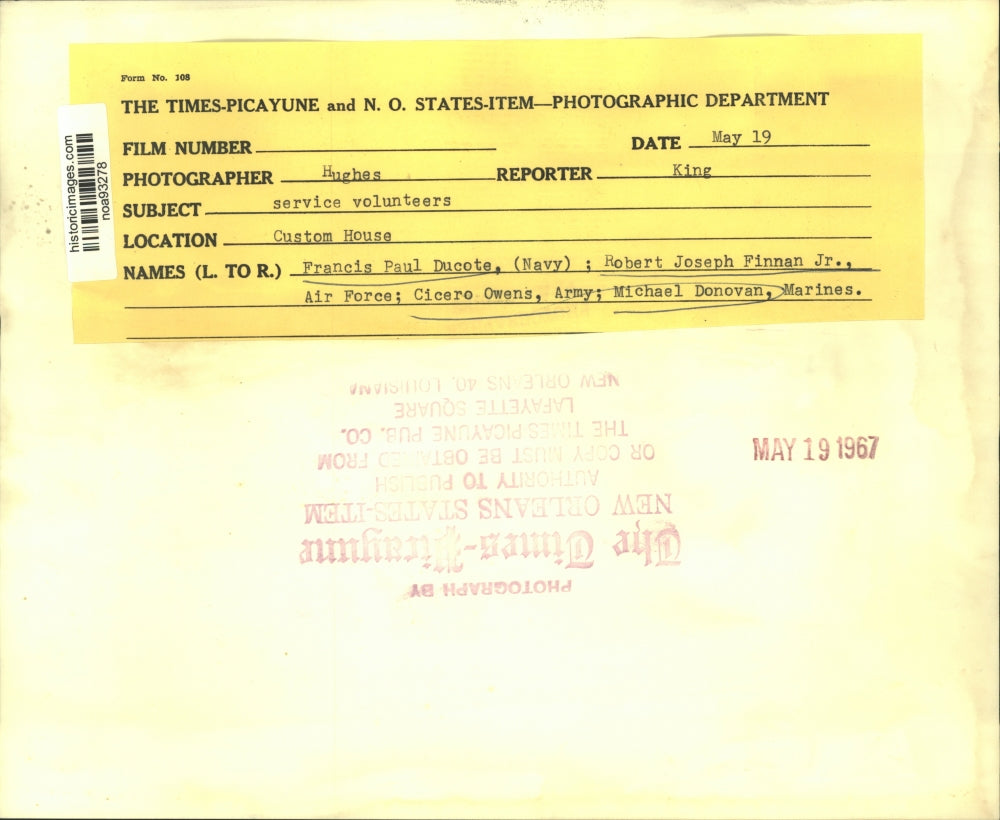 Form No. 108
THE TIMES-PICAYUNE and N. O. STATES-ITEM—PHOTOGRAPHIC DEPARTMENT
FILM NUMBER DATE May 19
PHOTOGRAPHER Hughes REPORTER King
SUBJECT service volunteers
LOCATION Custom House
NAMES (L. TO R.) Francis Paul Ducote, (Navy) ; Robert Joseph Finnan Jr.,
Air Force; Cicero Owens, Army; Michael Donovan, Marines.
historicimages.com
noa93278
MAY 19 1967
PHOTOGRAPH BY
The Times-Picayune
NEW ORLEANS STATES-ITEM
AUTHORITY TO PUBLISH
OR COPY MUST BE OBTAINED FROM
THE TIMES-PICAYUNE PUB. CO.
LAFAYETTE SQUARE
NEW ORLEANS 40, LOUISIANA